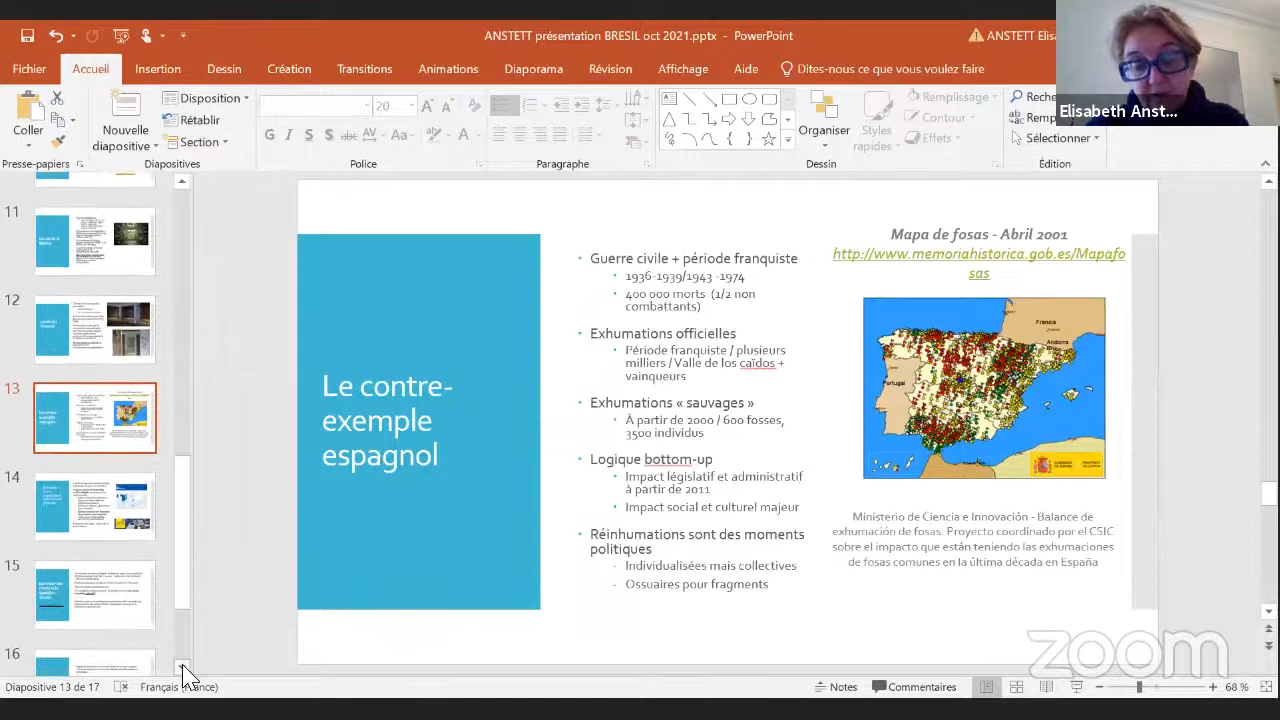 ANSTETT présentation BRESIL oct 2021.pptx - PowerPoint
ANSTETT Elisa
Fichier Accueil Insertion Dessin Création Transitions Animations Diaporama Révision Affichage Aide Dites-nous ce que vous voulez faire
Elisabeth Anst...
Coller
Nouvelle diapositive
Disposition
Rétablir
Section
20
G I S S abc AV Aa
Organiser
Styles rapides
Remplissage
Contour
Effets
Sélectionner
Presse-papiers Diapositives Police Paragraphe Dessin Édition
11
12
13
14
15
16
Le contre-
exemple
espagnol
Guerre civile + période franquiste
1936-1939/1943 -1974
400 000 morts (1/2 non
combattants)
Exhumations officielles
Période franquiste / plusieurs
milliers / Valle de los caïdos +
vainqueurs
Exhumations « sauvages »
À partir de 2000 / 600 fosses,
3500 individus
Logique bottom-up
Impact législatif et administratif
à partir de 2011
Impact social et culturel majeur
Réinhumations sont des moments
politiques
Individualisées mais collectives
Ossuaires pour fragments
Mapa de fosas - Abril 2001
http://www.memoriahistorica.gob.es/Mapafo
sas
Francia
Andorra
Portugal
Ministerio de Ciencia e Innovación - Balance de
exhumación de fosas. Proyecto coordinado por el CSIC
sobre el impacto que están teniendo las exhumaciones
de fosas comunes en la última década en España
zoom
Diapositive 13 de 17
Notes
Commentaires
68 %